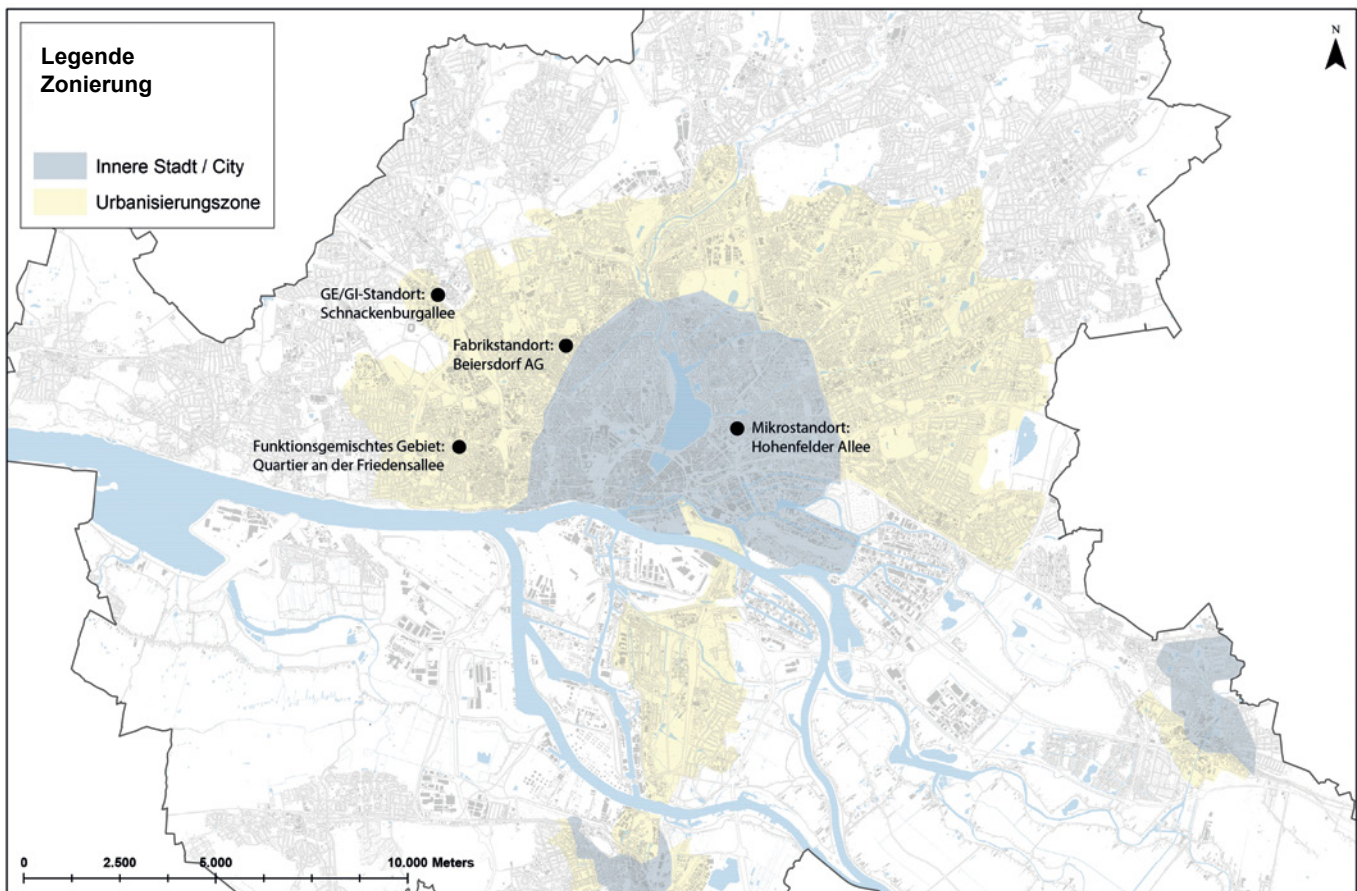 Legende
Zonierung
Innere Stadt / City
Urbanisierungszone
N
GE/GI-Standort:
Schnackenburgallee
Fabrikstandort:
Beiersdorf AG
Funktionsgemischtes Gebiet:
Quartier an der Friedensallee
Mikrostandort:
Hohenfelder Allee
0 2.500 5.000 10.000 Meters